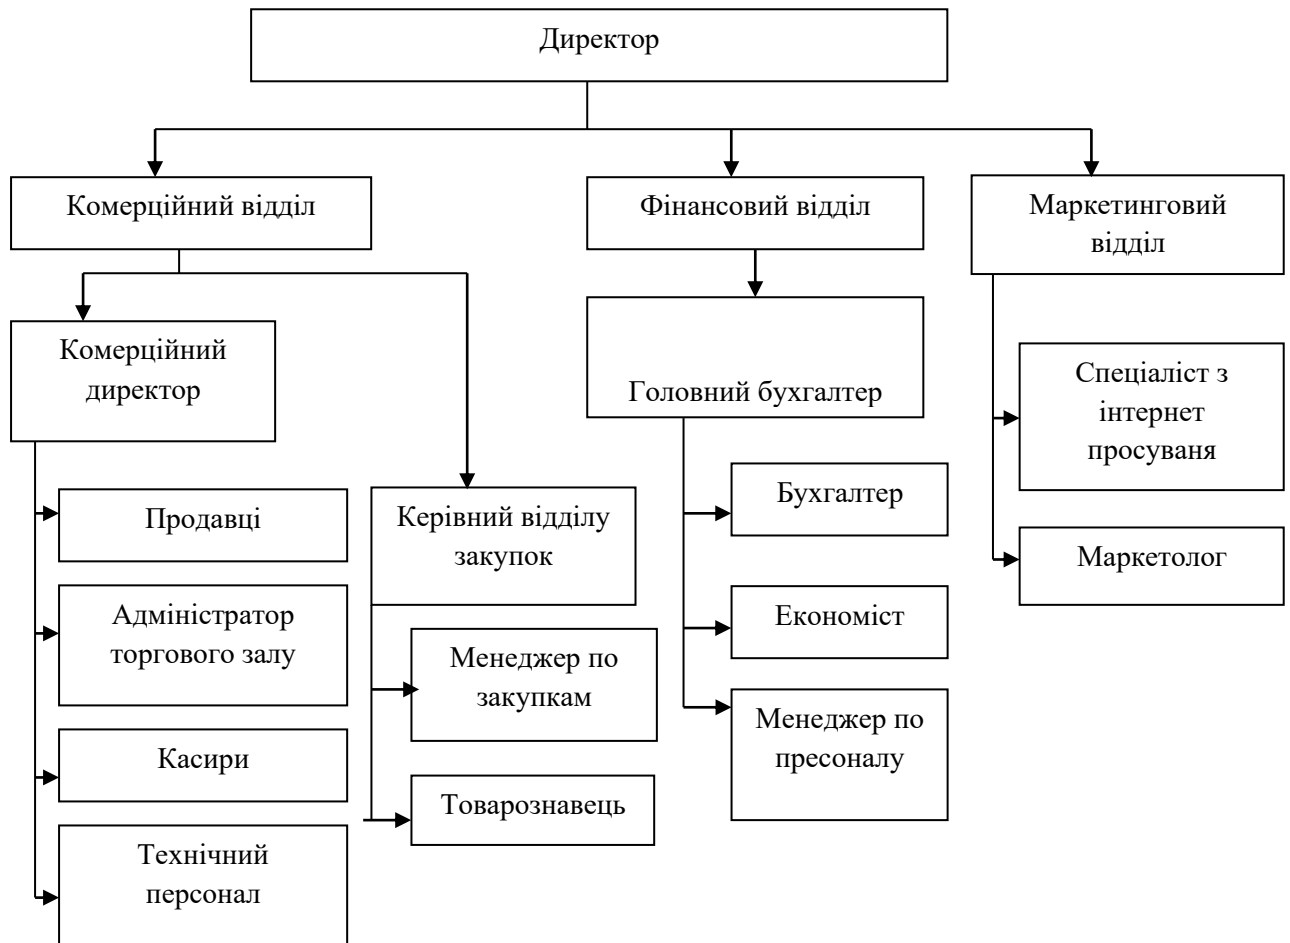 Директор
Комерційний відділ
Фінансовий відділ
Маркетинговий
відділ
Комерційний
директор
Головний бухгалтер
Спеціаліст з
інтернет
просуваня
Продавці
Керівний відділу
закупок
Бухгалтер
Маркетолог
Адміністратор
торгового залу
Економіст
Менеджер по
закупкам
Менеджер по
пресоналу
Касири
Товарознавець
Технічний
персонал